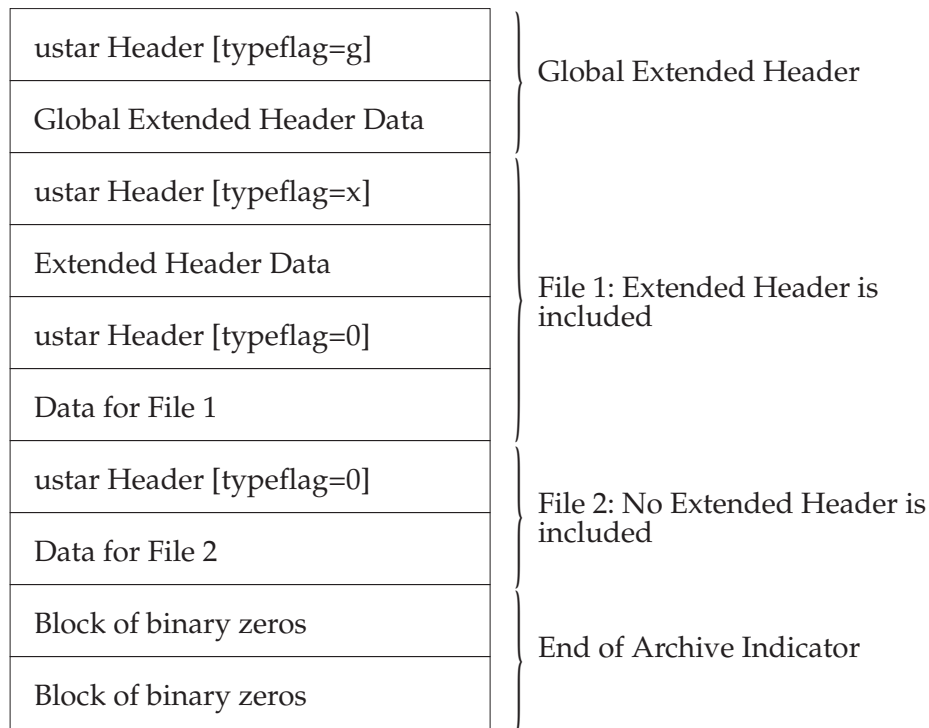 ustar Header [typeflag=g]
Global Extended Header Data
Global Extended Header
ustar Header [typeflag=x]
Extended Header Data
ustar Header [typeflag=0]
Data for File 1
File 1: Extended Header is
included
ustar Header [typeflag=0]
Data for File 2
File 2: No Extended Header is
included
Block of binary zeros
Block of binary zeros
End of Archive Indicator